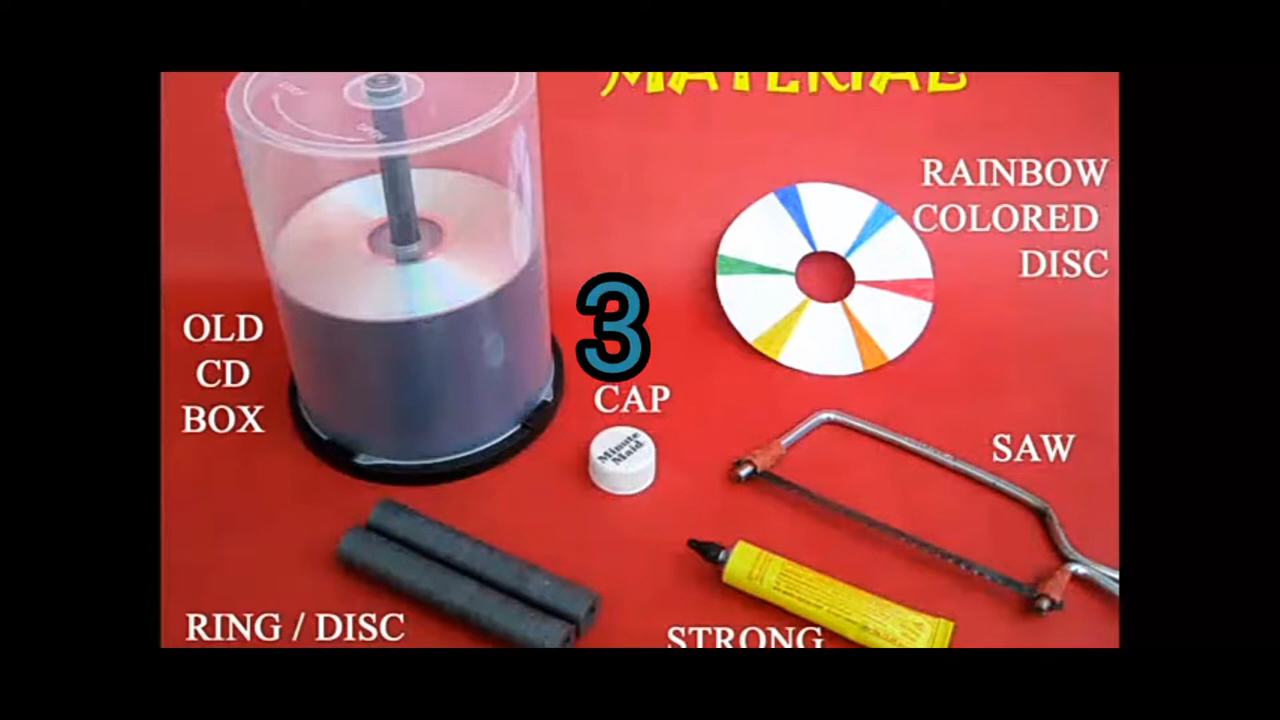 MATERIAL
RAINBOW
COLORED
DISC
OLD
CD
BOX
3
CAP
Minute
Maid
SAW
RING / DISC
STRONG